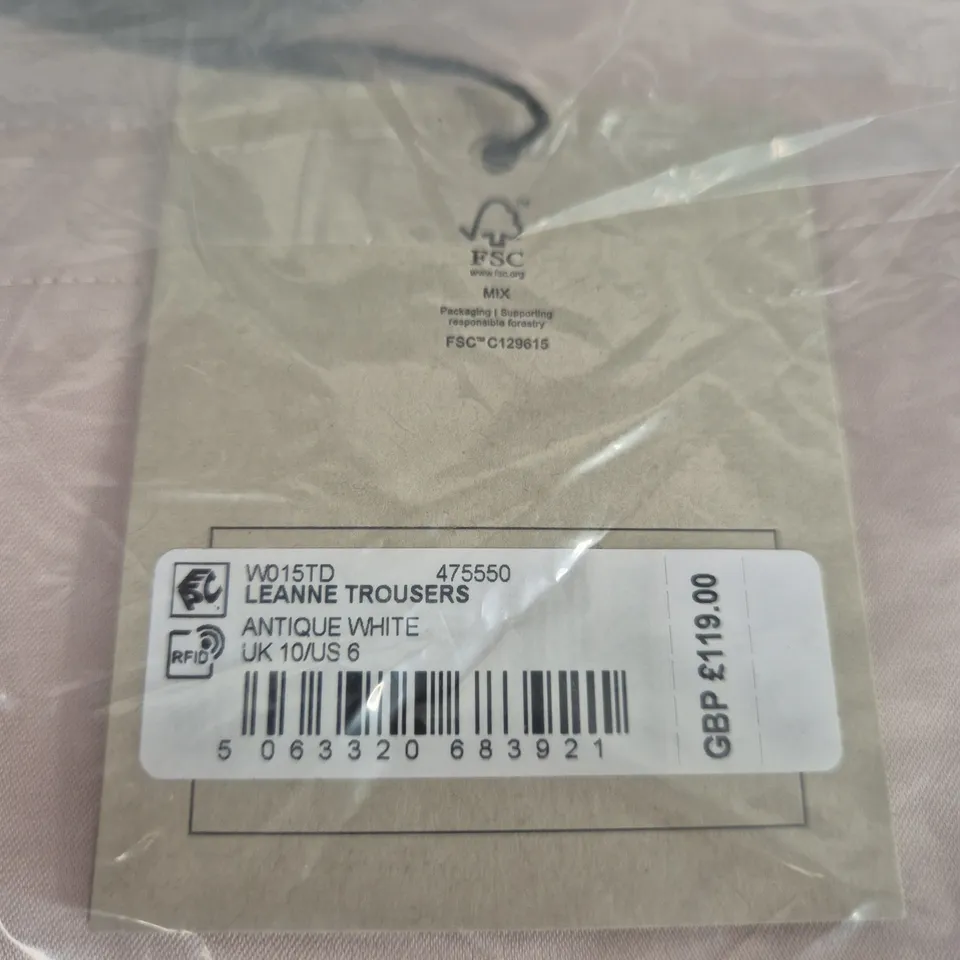 FSC
www.fsc.org
MIX
Packaging | Supporting
responsible forestry
FSC™ C129615
W015TD 475550
LEANNE TROUSERS
ANTIQUE WHITE
RFID
UK 10/US 6
5 063320 683921
GBP £119.00